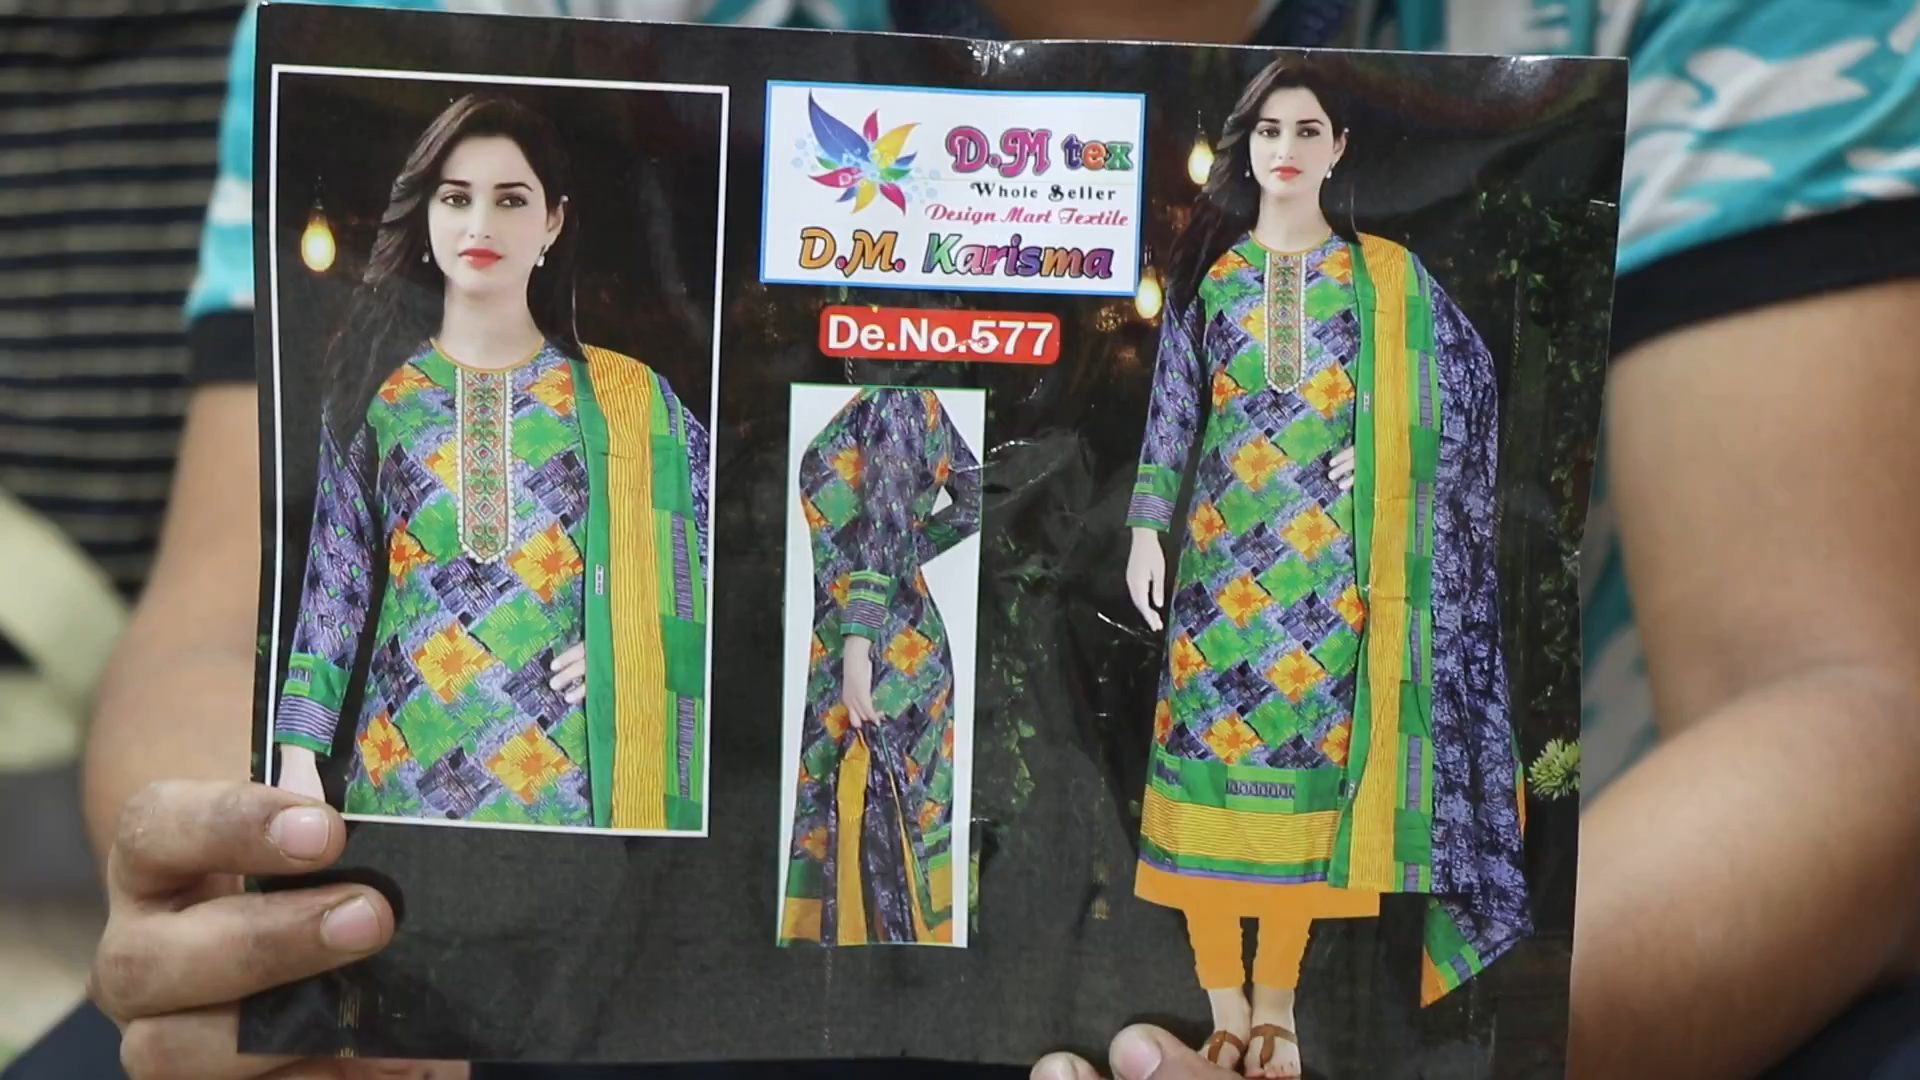 D.M tex
Whole Seller
Design Mart Textile
D.M. Karisma
De.No.577